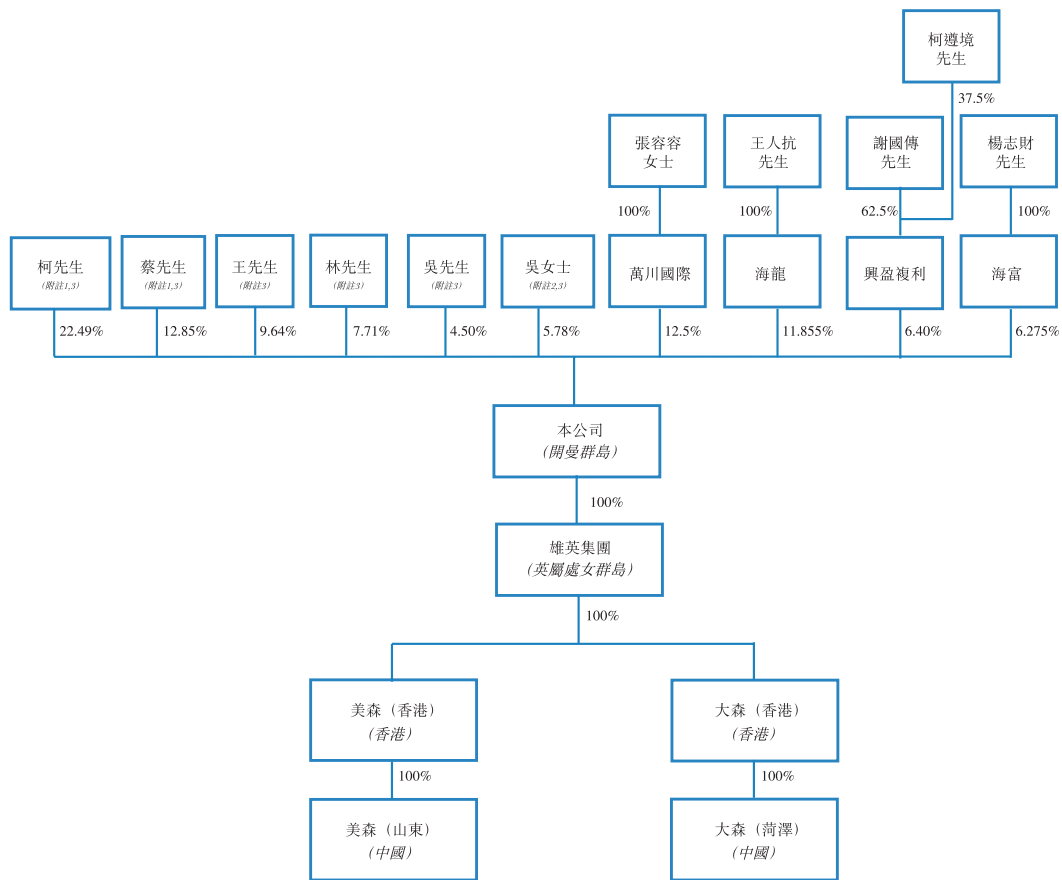 柯遵境
先生
37.5%
張容容
女士
王人抗
先生
謝國傳
先生
楊志財
先生
100%
100%
62.5%
100%
柯先生
(附註1,3)
蔡先生
(附註1,3)
王先生
(附註3)
林先生
(附註3)
吳先生
(附註3)
吳女士
(附註2,3)
萬川國際
海龍
興盈複利
海富
22.49%
12.85%
9.64%
7.71%
4.50%
5.78%
12.5%
11.855%
6.40%
6.275%
本公司
(開曼群島)
100%
雄英集團
(英屬處女群島)
100%
美森（香港）
(香港)
大森（香港）
(香港)
100%
100%
美森（山東）
(中國)
大森（菏澤）
(中國)